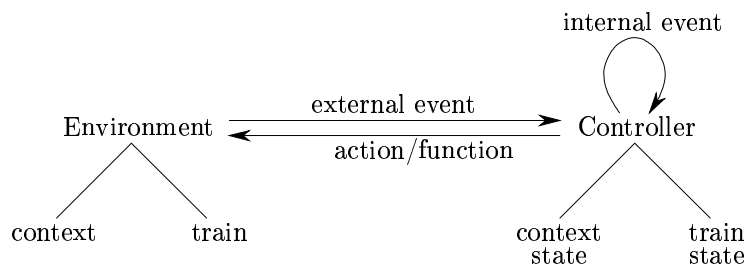 internal event
external event
Environment
Controller
action/function
context
train
context
state
train
state